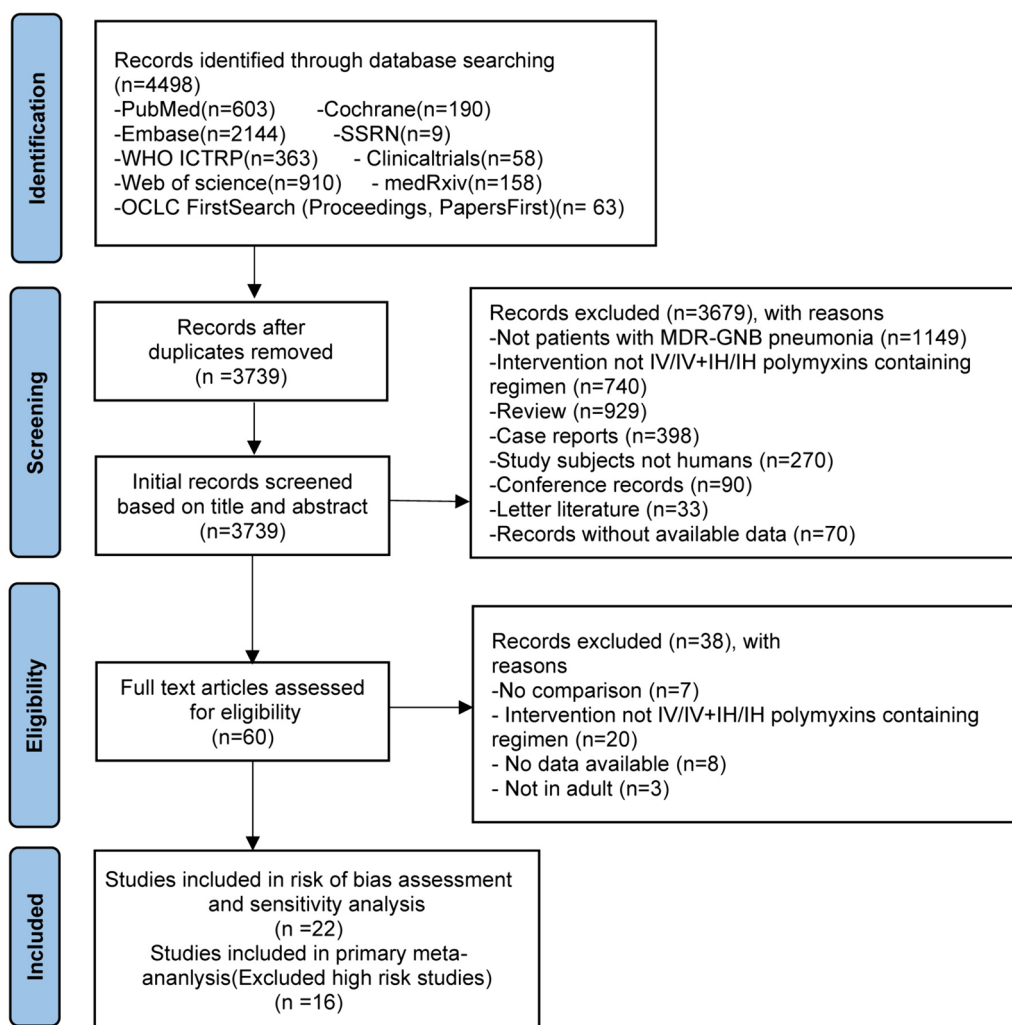 Identification
Records identified through database searching
(n=4498)
-PubMed(n=603) -Cochrane(n=190)
-Embase(n=2144) -SSRN(n=9)
-WHO ICTRP(n=363) - Clinicaltrials(n=58)
-Web of science(n=910) - medRxiv(n=158)
-OCLC FirstSearch (Proceedings, PapersFirst)(n= 63)
Screening
Records after
duplicates removed
(n =3739)
Initial records screened
based on title and abstract
(n=3739)
Records excluded (n=3679), with reasons
-Not patients with MDR-GNB pneumonia (n=1149)
-Intervention not IV/IV+IH/IH polymyxins containing
regimen (n=740)
-Review (n=929)
-Case reports (n=398)
-Study subjects not humans (n=270)
-Conference records (n=90)
-Letter literature (n=33)
-Records without available data (n=70)
Eligibility
Full text articles assessed
for eligibility
(n=60)
Records excluded (n=38), with
reasons
-No comparison (n=7)
- Intervention not IV/IV+IH/IH polymyxins containing
regimen (n=20)
- No data available (n=8)
- Not in adult (n=3)
Included
Studies included in risk of bias assessment
and sensitivity analysis
(n =22)
Studies included in primary meta-
ananlysis(Excluded high risk studies)
(n =16)